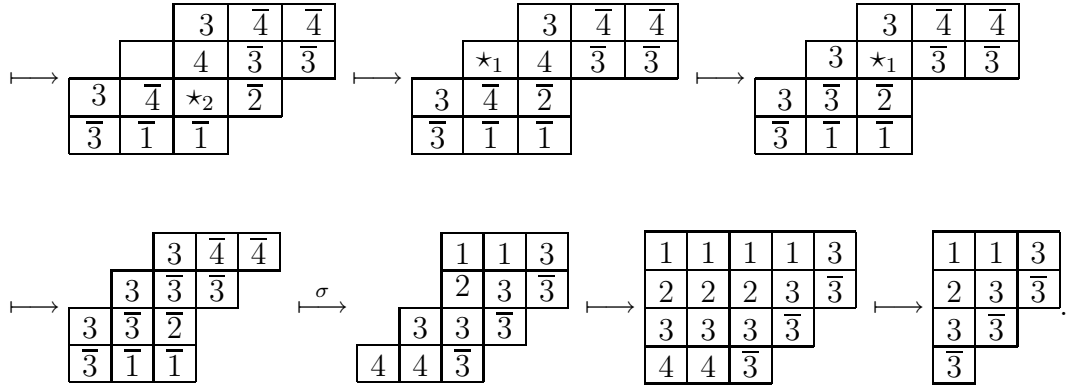 ⟼
3 4̅ 4̅
4 3̅ 3̅
3 4̅ ⋆₂ 2̅
3̅ 1̅ 1̅
⟼
3 4̅ 4̅
⋆₁ 4 3̅ 3̅
3 4̅ 2̅
3̅ 1̅ 1̅
⟼
3 4̅ 4̅
3 ⋆₁ 3̅ 3̅
3 3̅ 2̅
3̅ 1̅ 1̅
⟼
3 4̅ 4̅
3 3̅ 3̅
3 3̅ 2̅
3̅ 1̅ 1̅
σ
⟼
1 1 3
2 3 3̅
3 3 3̅
4 4 3̅
⟼
1 1 1 1 3
2 2 2 3 3̅
3 3 3 3̅
4 4 3̅
⟼
1 1 3
2 3 3̅
3 3̅
3̅
.